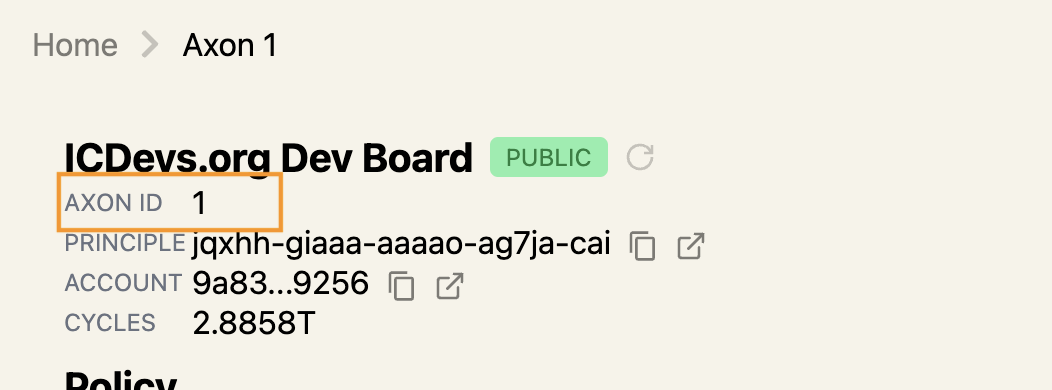 Home > Axon 1
ICDevs.org Dev Board PUBLIC
AXON ID 1
PRINCIPLE jqxhh-giaaa-aaaao-ag7ja-cai
ACCOUNT 9a83...9256
CYCLES 2.8858T
Policy